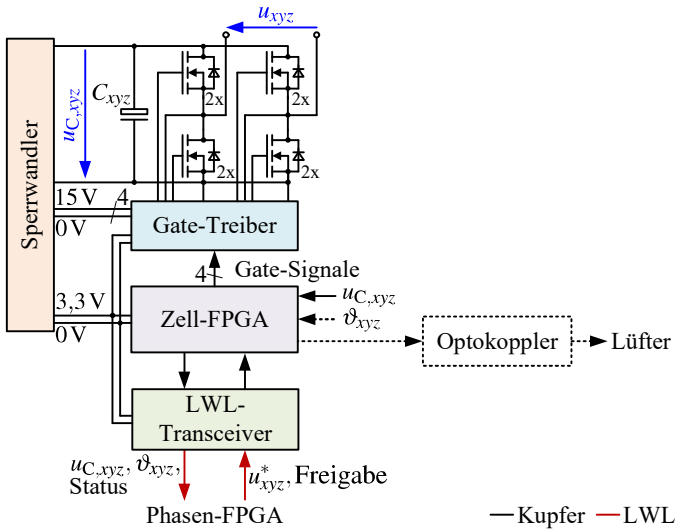 u_xyz
Sperrwandler
u_C,xyz
C_xyz
2x
2x
2x
2x
15 V
4
0 V
Gate-Treiber
4
Gate-Signale
3,3 V
0 V
Zell-FPGA
u_C,xyz
ϑ_xyz
Optokoppler
Lüfter
LWL-
Transceiver
u_C,xyz, ϑ_xyz,
Status
u*_xyz, Freigabe
Phasen-FPGA
Kupfer
LWL